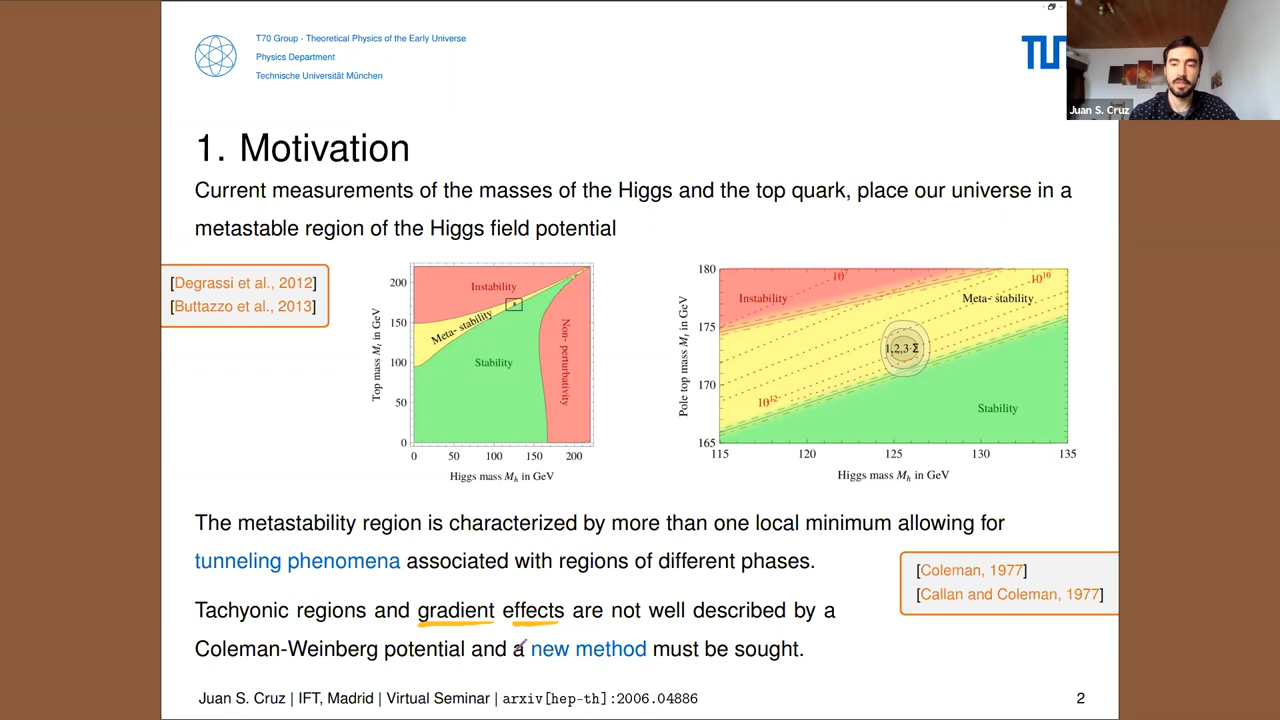 T70 Group - Theoretical Physics of the Early Universe
Physics Department
Technische Universität München
Juan S. Cruz
1. Motivation
Current measurements of the masses of the Higgs and the top quark, place our universe in a
metastable region of the Higgs field potential
[Degrassi et al., 2012]
[Buttazzo et al., 2013]
200
150
100
50
0
Top mass Mt in GeV
Instability
Meta- stability
Stability
Non- perturbativity
0 50 100 150 200
Higgs mass Mh in GeV
180
175
170
165
Pole top mass Mt in GeV
10^7
10^10
Instability
Meta- stability
1,2,3-Σ
10^12
Stability
115 120 125 130 135
Higgs mass Mh in GeV
The metastability region is characterized by more than one local minimum allowing for
tunneling phenomena associated with regions of different phases.
[Coleman, 1977]
[Callan and Coleman, 1977]
Tachyonic regions and gradient effects are not well described by a
Coleman-Weinberg potential and a new method must be sought.
Juan S. Cruz | IFT, Madrid | Virtual Seminar | arxiv[hep-th]:2006.04886
2